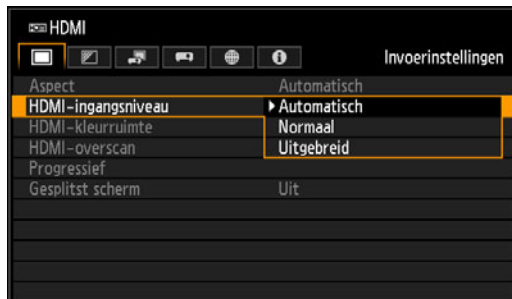 HDMI
Invoerinstellingen
Aspect Automatisch
HDMI-ingangsniveau Automatisch
HDMI-kleurruimte Normaal
HDMI-overscan Uitgebreid
Progressief
Gesplitst scherm Uit